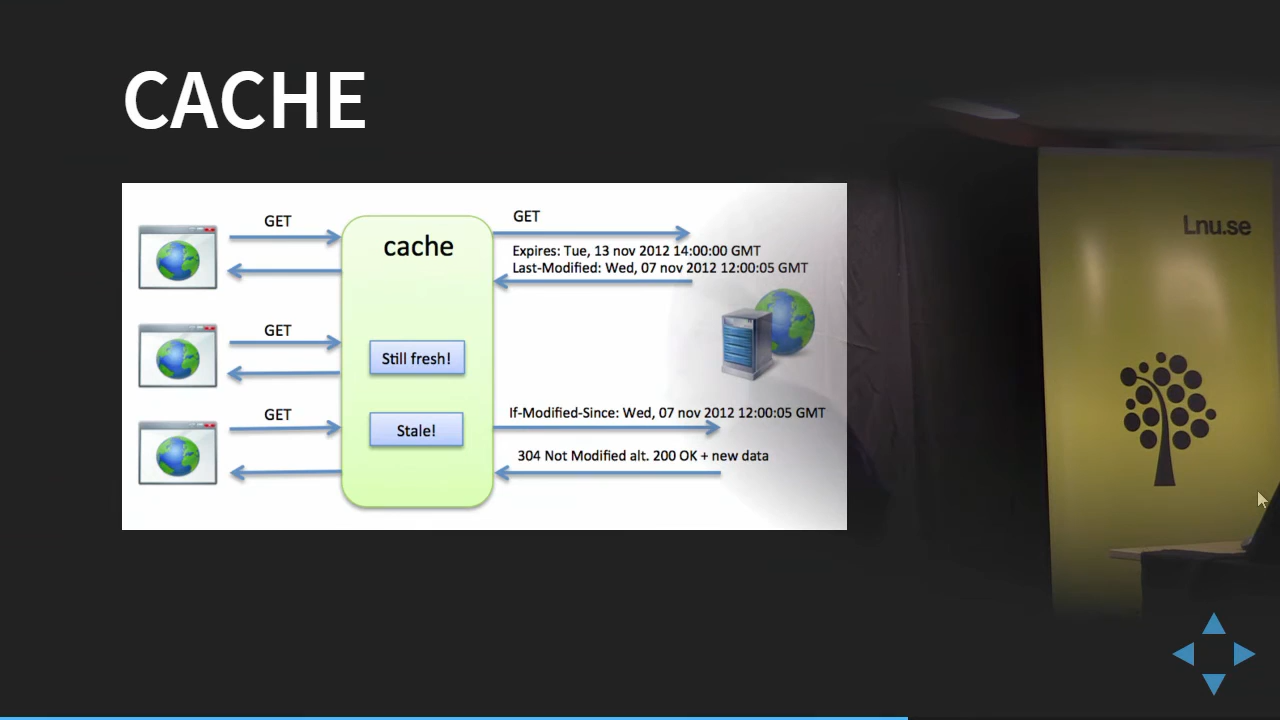 CACHE
Lnu.se
GET
GET
cache
Expires: Tue, 13 nov 2012 14:00:00 GMT
Last-Modified: Wed, 07 nov 2012 12:00:05 GMT
GET
Still fresh!
GET
Stale!
If-Modified-Since: Wed, 07 nov 2012 12:00:05 GMT
304 Not Modified alt. 200 OK + new data